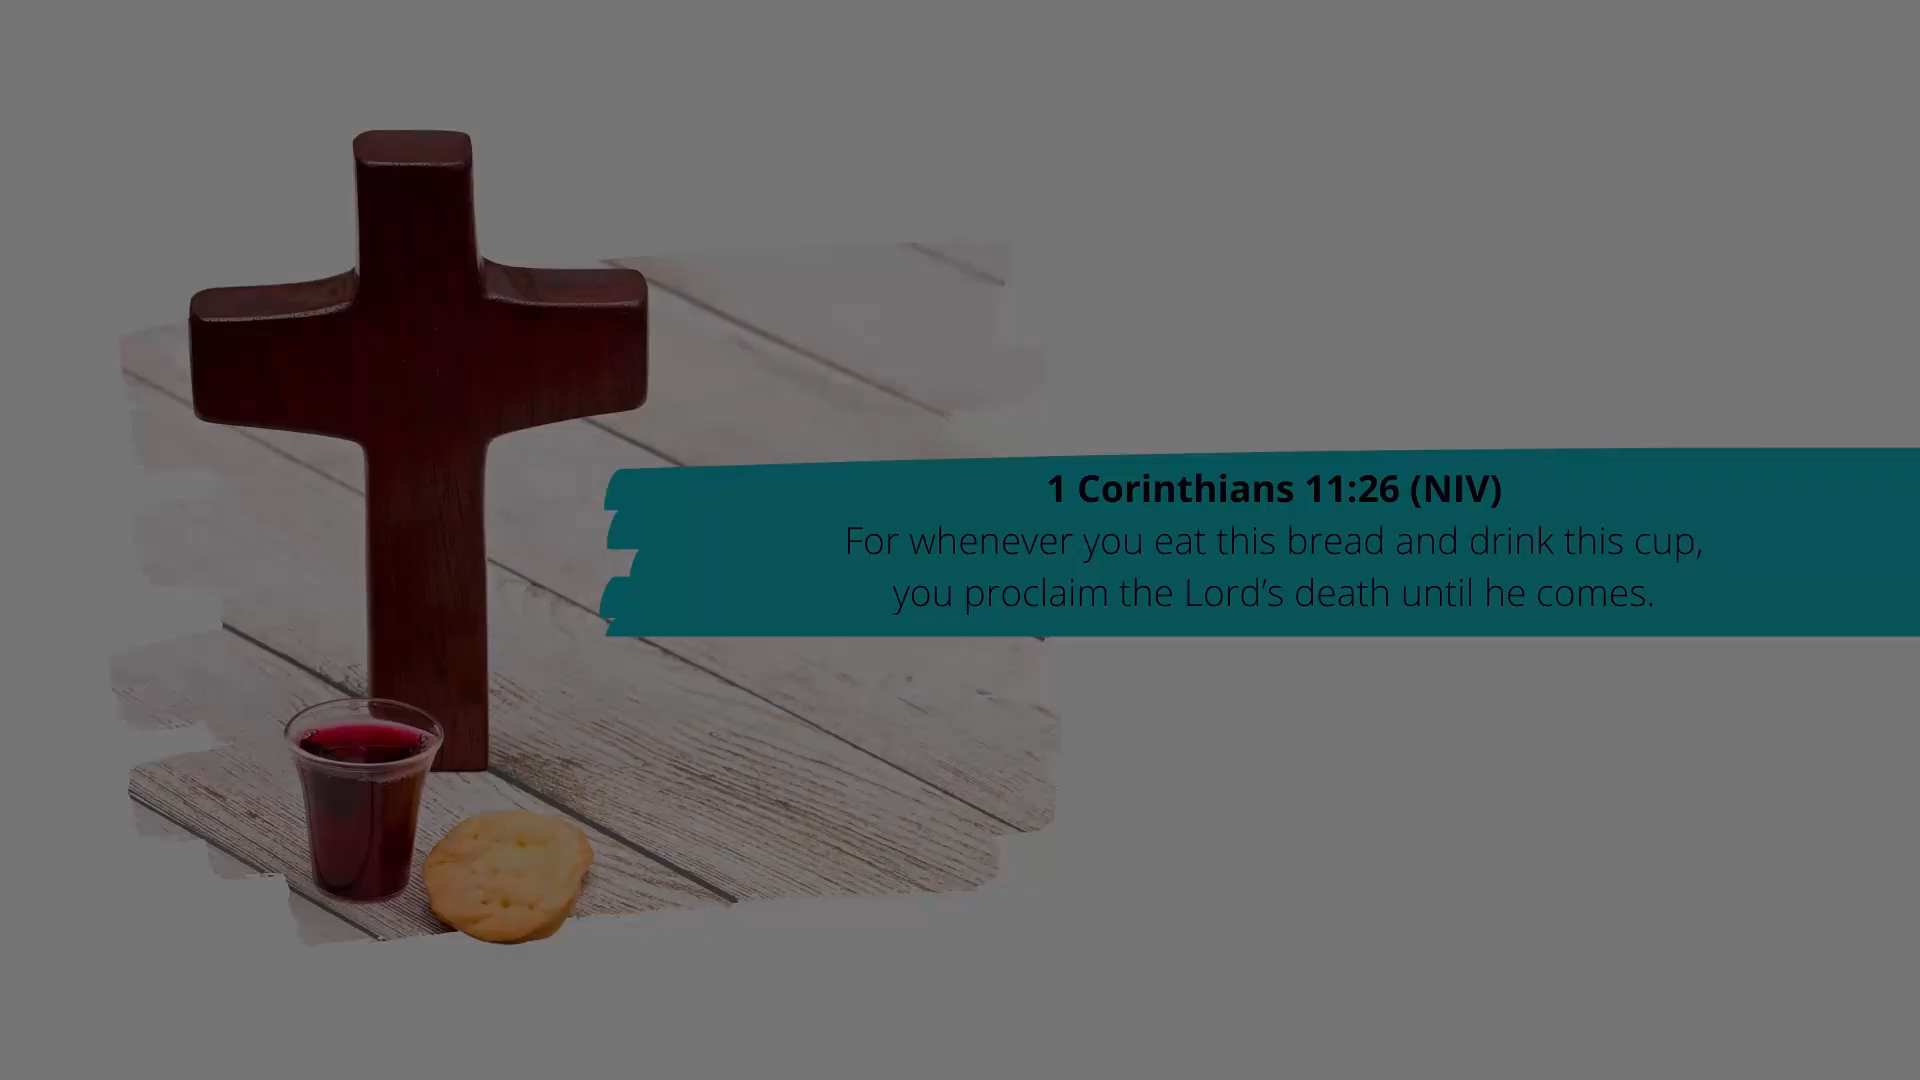 1 Corinthians 11:26 (NIV)
For whenever you eat this bread and drink this cup,
you proclaim the Lord’s death until he comes.